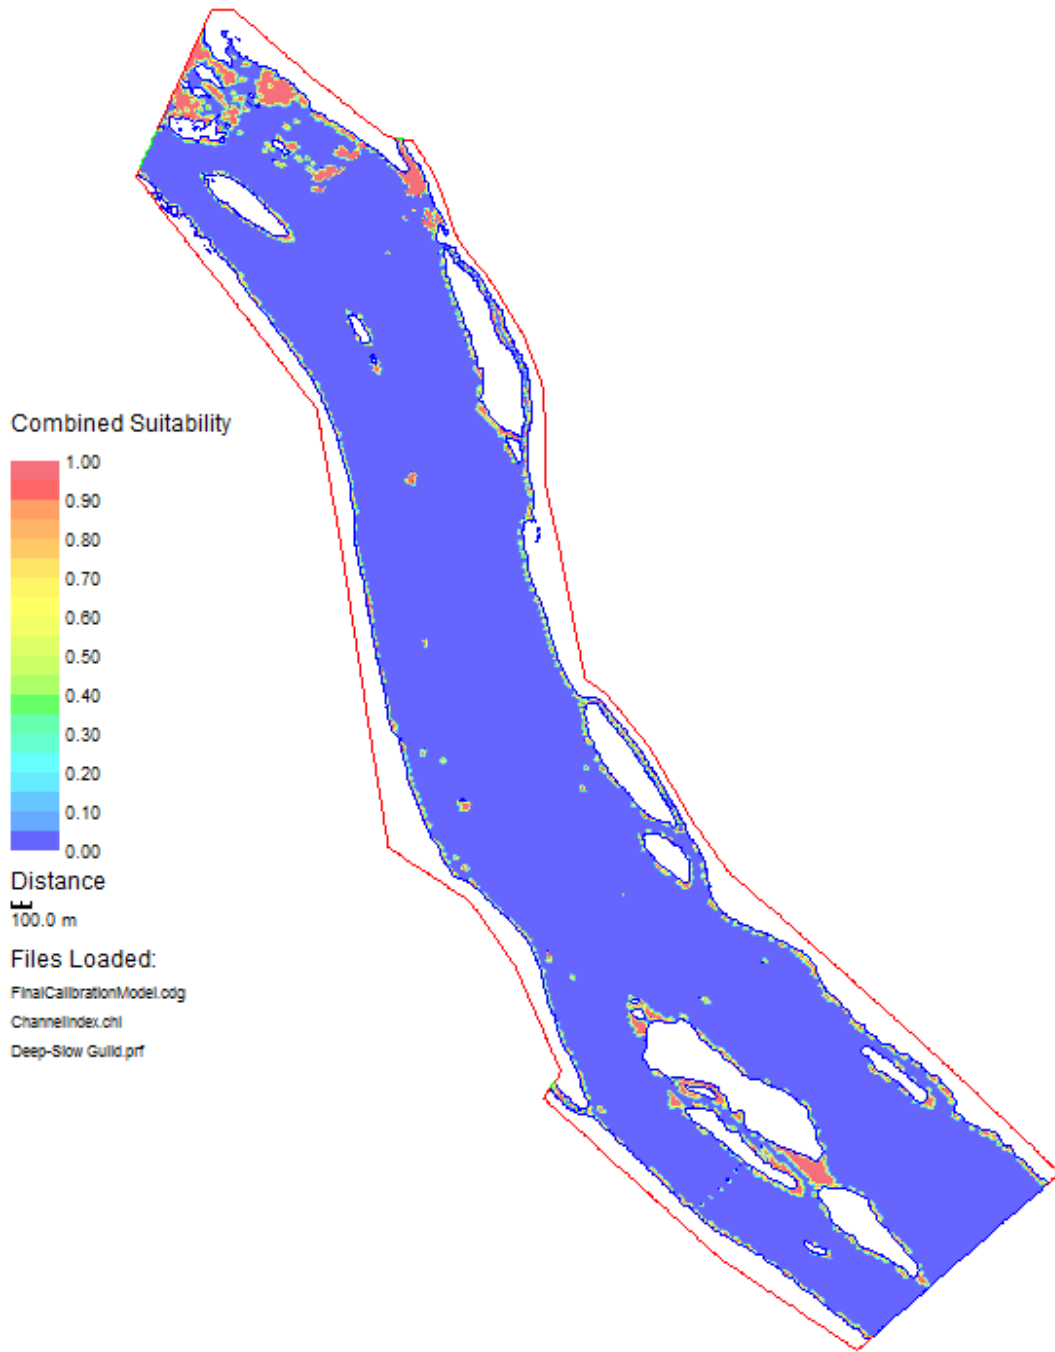 Combined Suitability
1.00
0.90
0.80
0.70
0.60
0.50
0.40
0.30
0.20
0.10
0.00
Distance
100.0 m
Files Loaded:
FinalCalibrationModel.cdg
ChannelIndex.chl
Deep-Slow Guild.prf